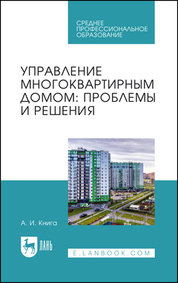 СРЕДНЕЕ
ПРОФЕССИОНАЛЬНОЕ
ОБРАЗОВАНИЕ
УПРАВЛЕНИЕ
МНОГОКВАРТИРНЫМ
ДОМОМ: ПРОБЛЕМЫ
И РЕШЕНИЯ
А. И. Книга
ЛАНЬ
E.LANBOOK.COM